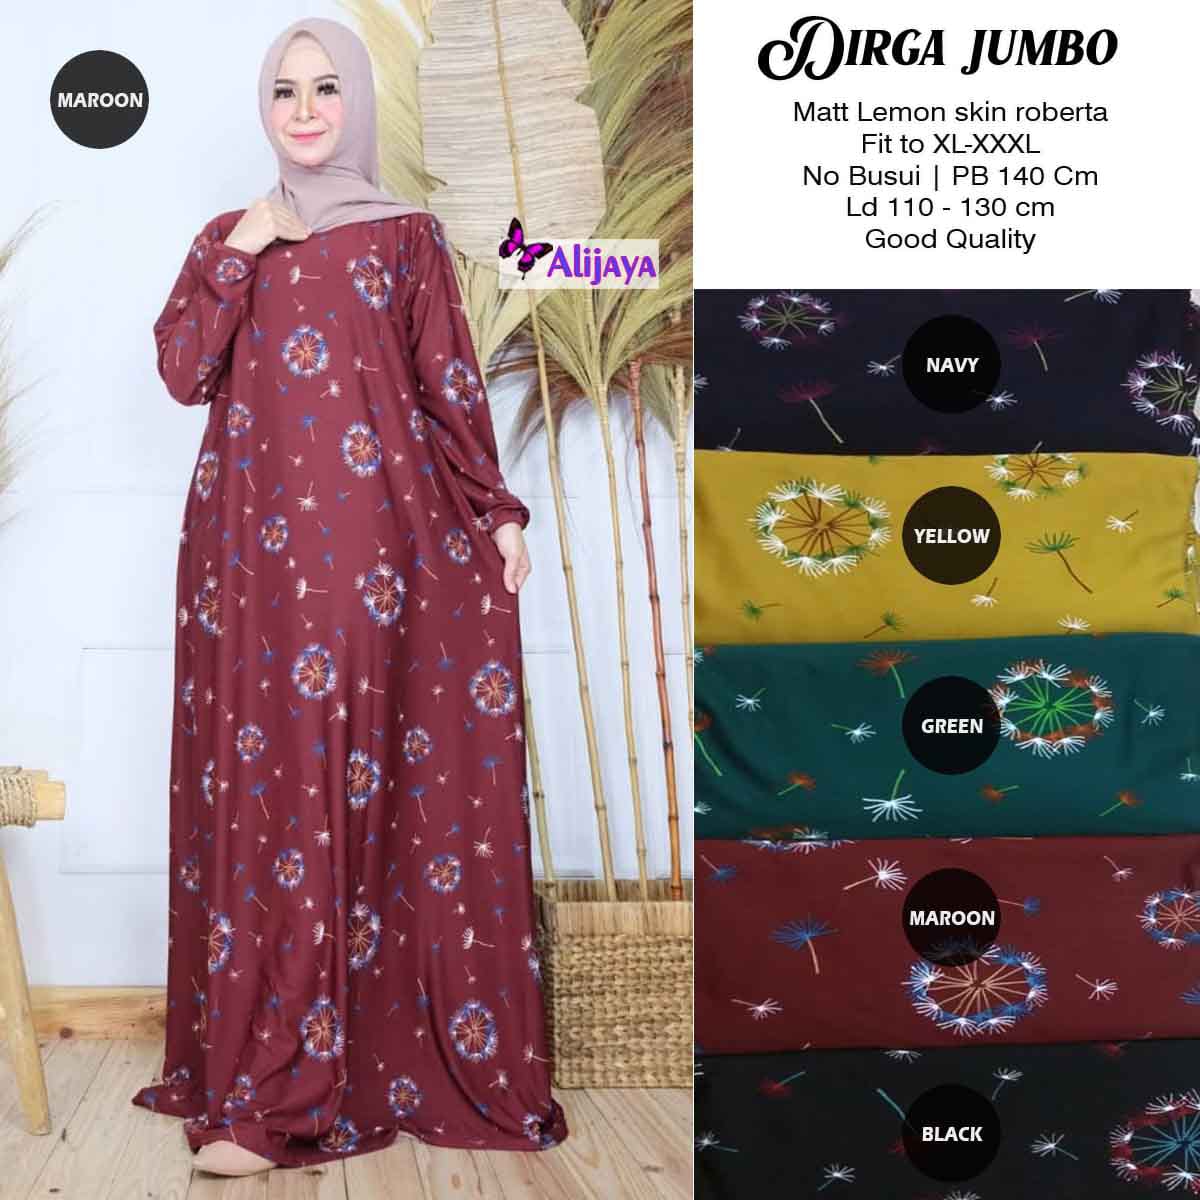 MAROON
DIRGA JUMBO
Matt Lemon skin roberta
Fit to XL-XXXL
No Busui | PB 140 Cm
Ld 110 - 130 cm
Good Quality
Alijaya
NAVY
YELLOW
GREEN
MAROON
BLACK